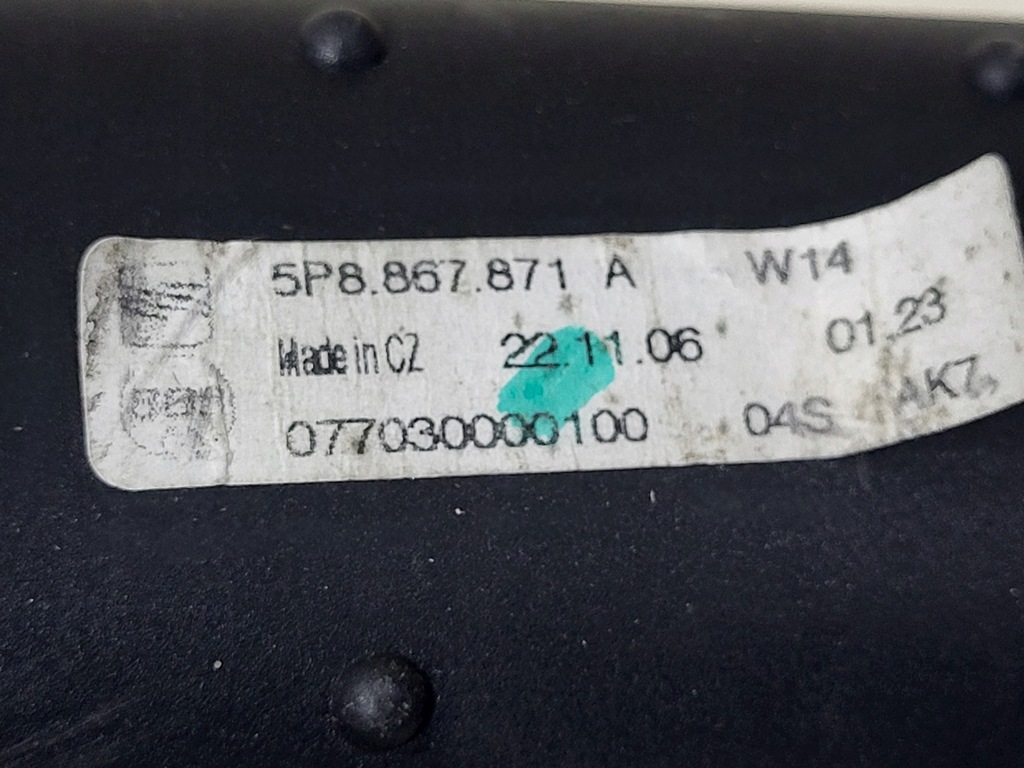 5P8.867.871 A W14
Made in CZ 22.11.06 01.23
077030000100 04S AKZ